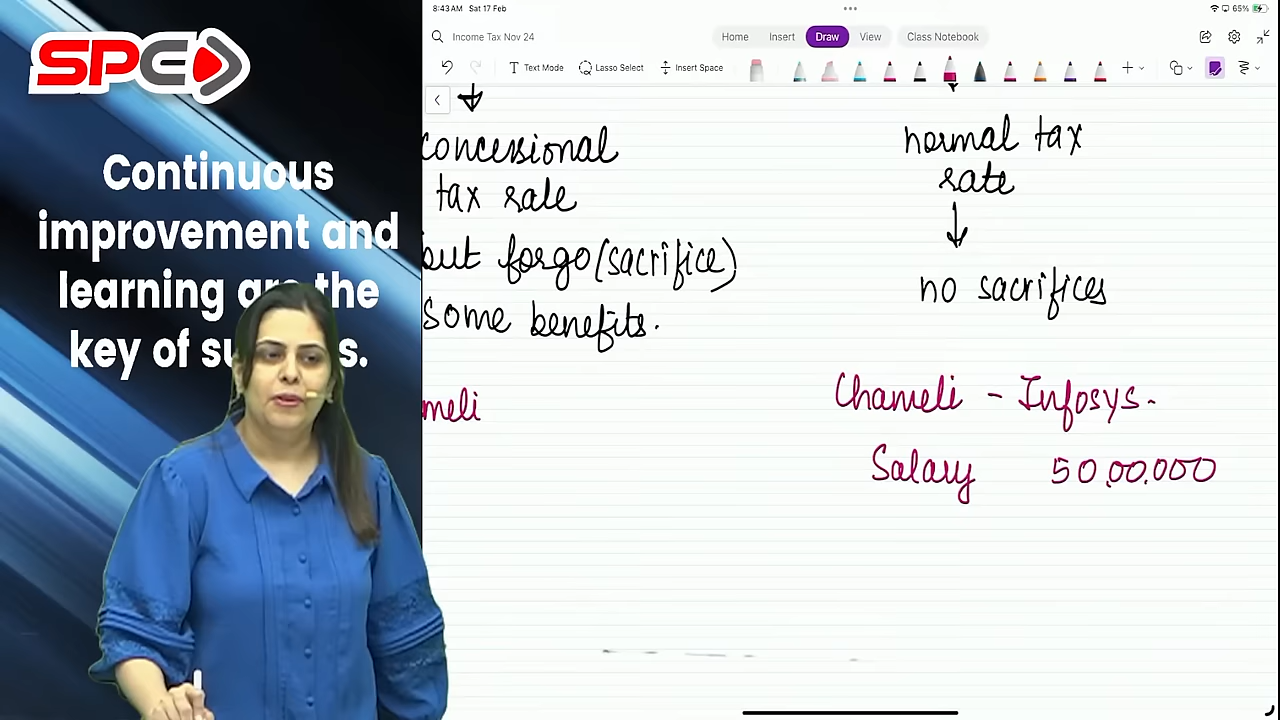 8:43 AM Sat 17 Feb
65%
Income Tax Nov 24
Home Insert Draw View Class Notebook
Text Mode Lasso Select Insert Space
SPC
Continuous
improvement and
learning are the
key of s s.
concessional
tax rate
but forgo (sacrifice)
some benefits.
meli
normal tax
rate
no sacrifices
Chameli - Infosys.
Salary 50,00,000